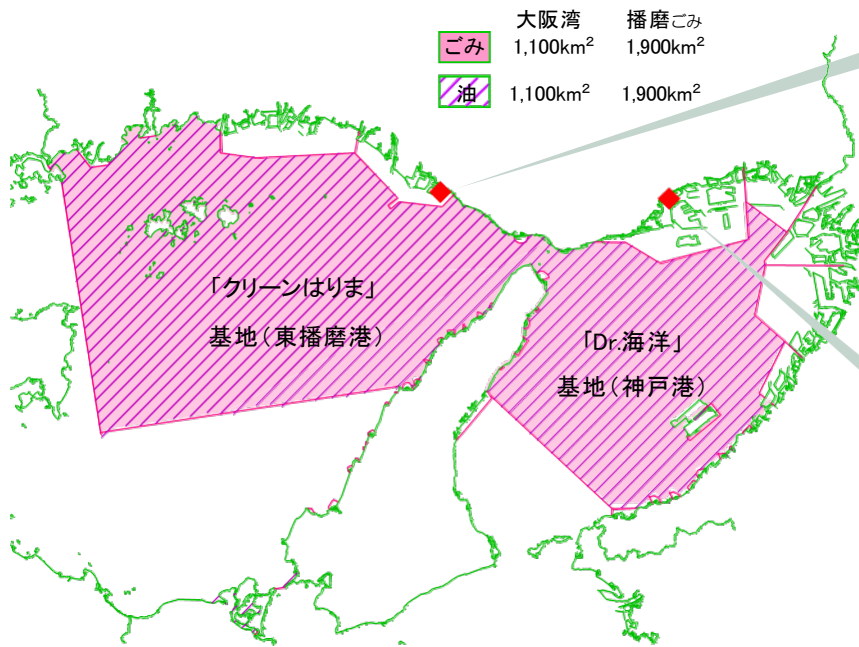 大阪湾 播磨ごみ
ごみ 1,100km² 1,900km²
油 1,100km² 1,900km²
「クリーンはりま」
基地(東播磨港)
「Dr.海洋」
基地(神戸港)